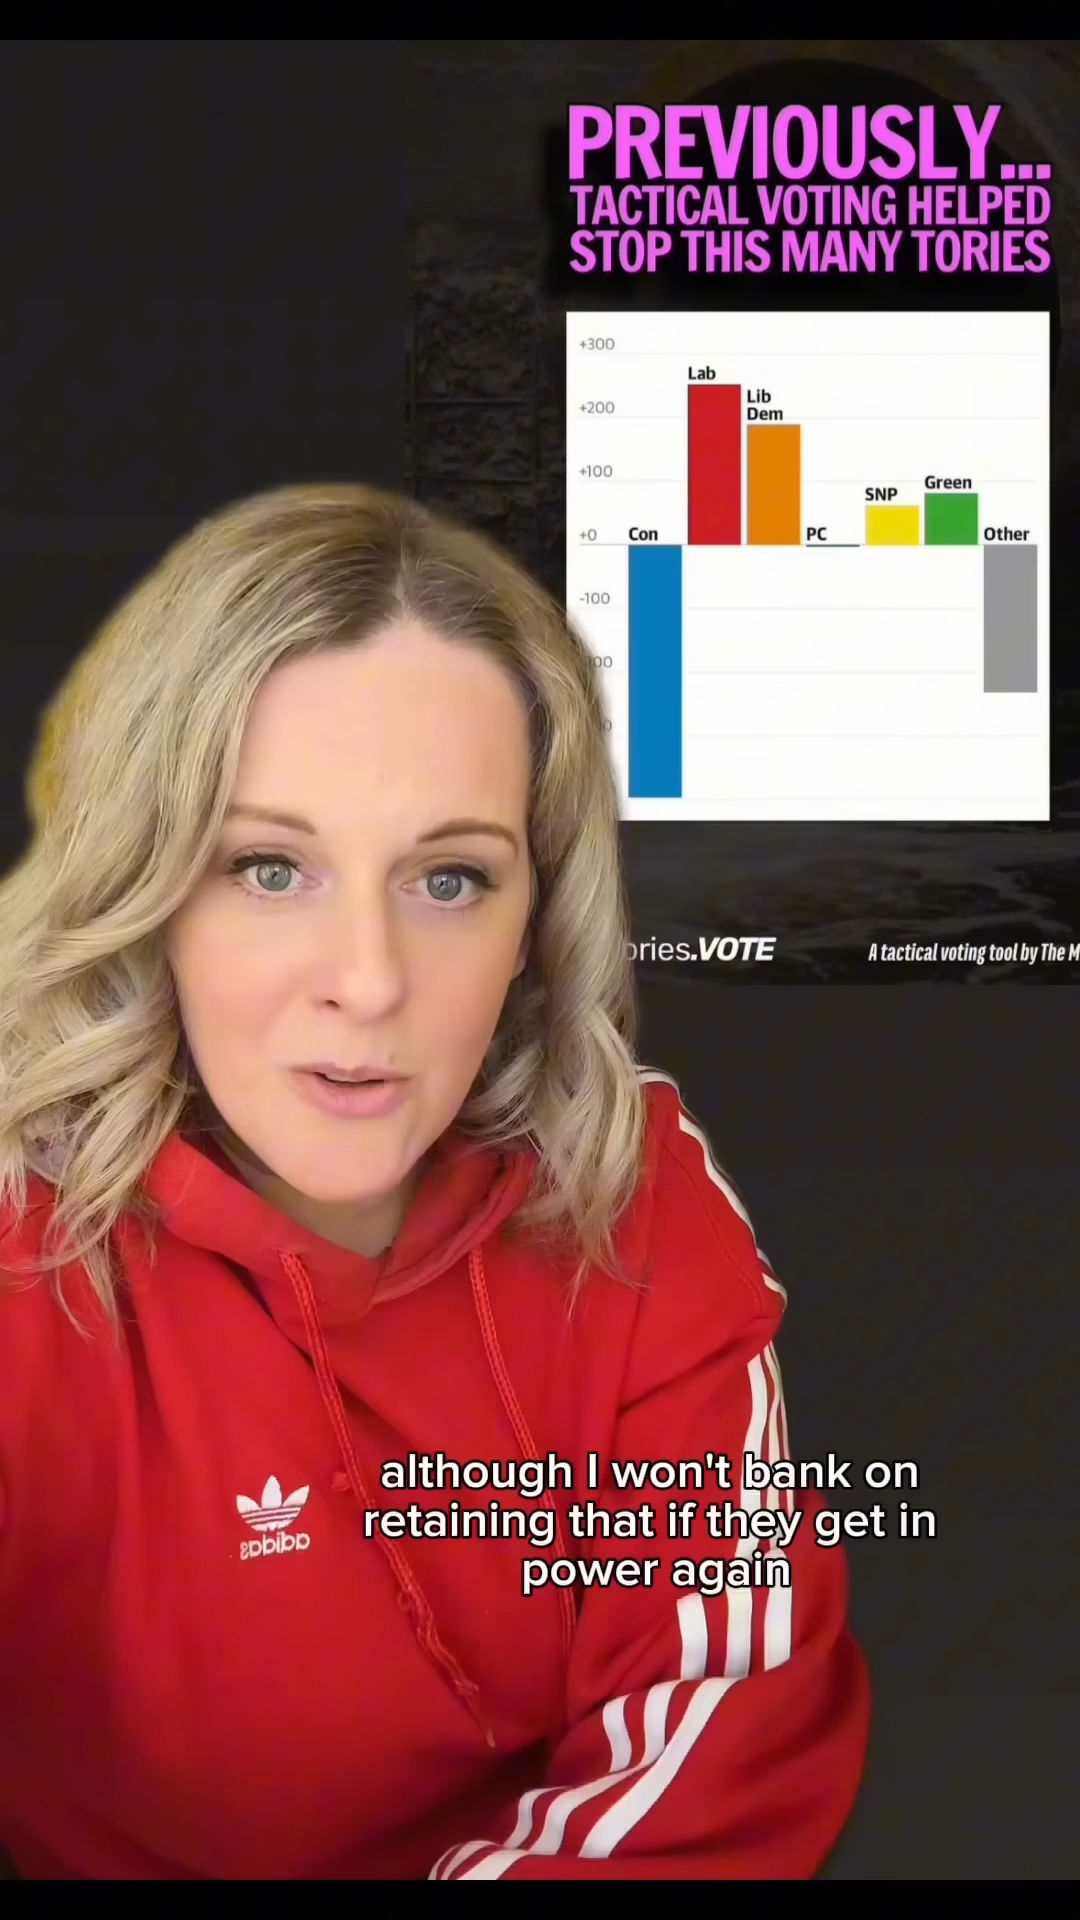 PREVIOUSLY...
TACTICAL VOTING HELPED
STOP THIS MANY TORIES
+300
Lab
Lib
Dem
+200
+100
Green
SNP
+0
Con
PC
Other
-100
ories.VOTE
A tactical voting tool by The M
although I won't bank on
retaining that if they get in
power again
adidas